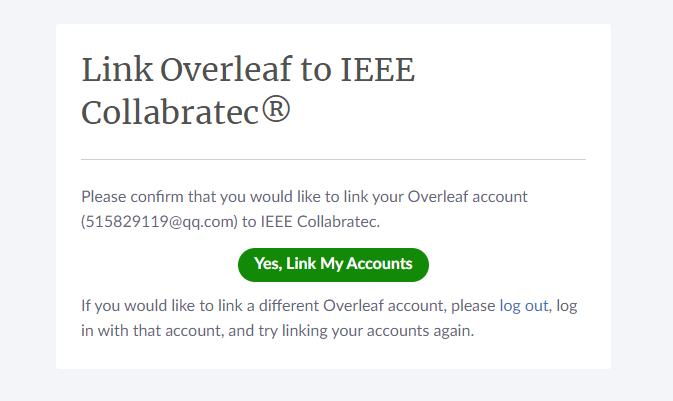 Link Overleaf to IEEE
Collabratec®
Please confirm that you would like to link your Overleaf account
(515829119@qq.com) to IEEE Collabratec.
Yes, Link My Accounts
If you would like to link a different Overleaf account, please log out, log
in with that account, and try linking your accounts again.